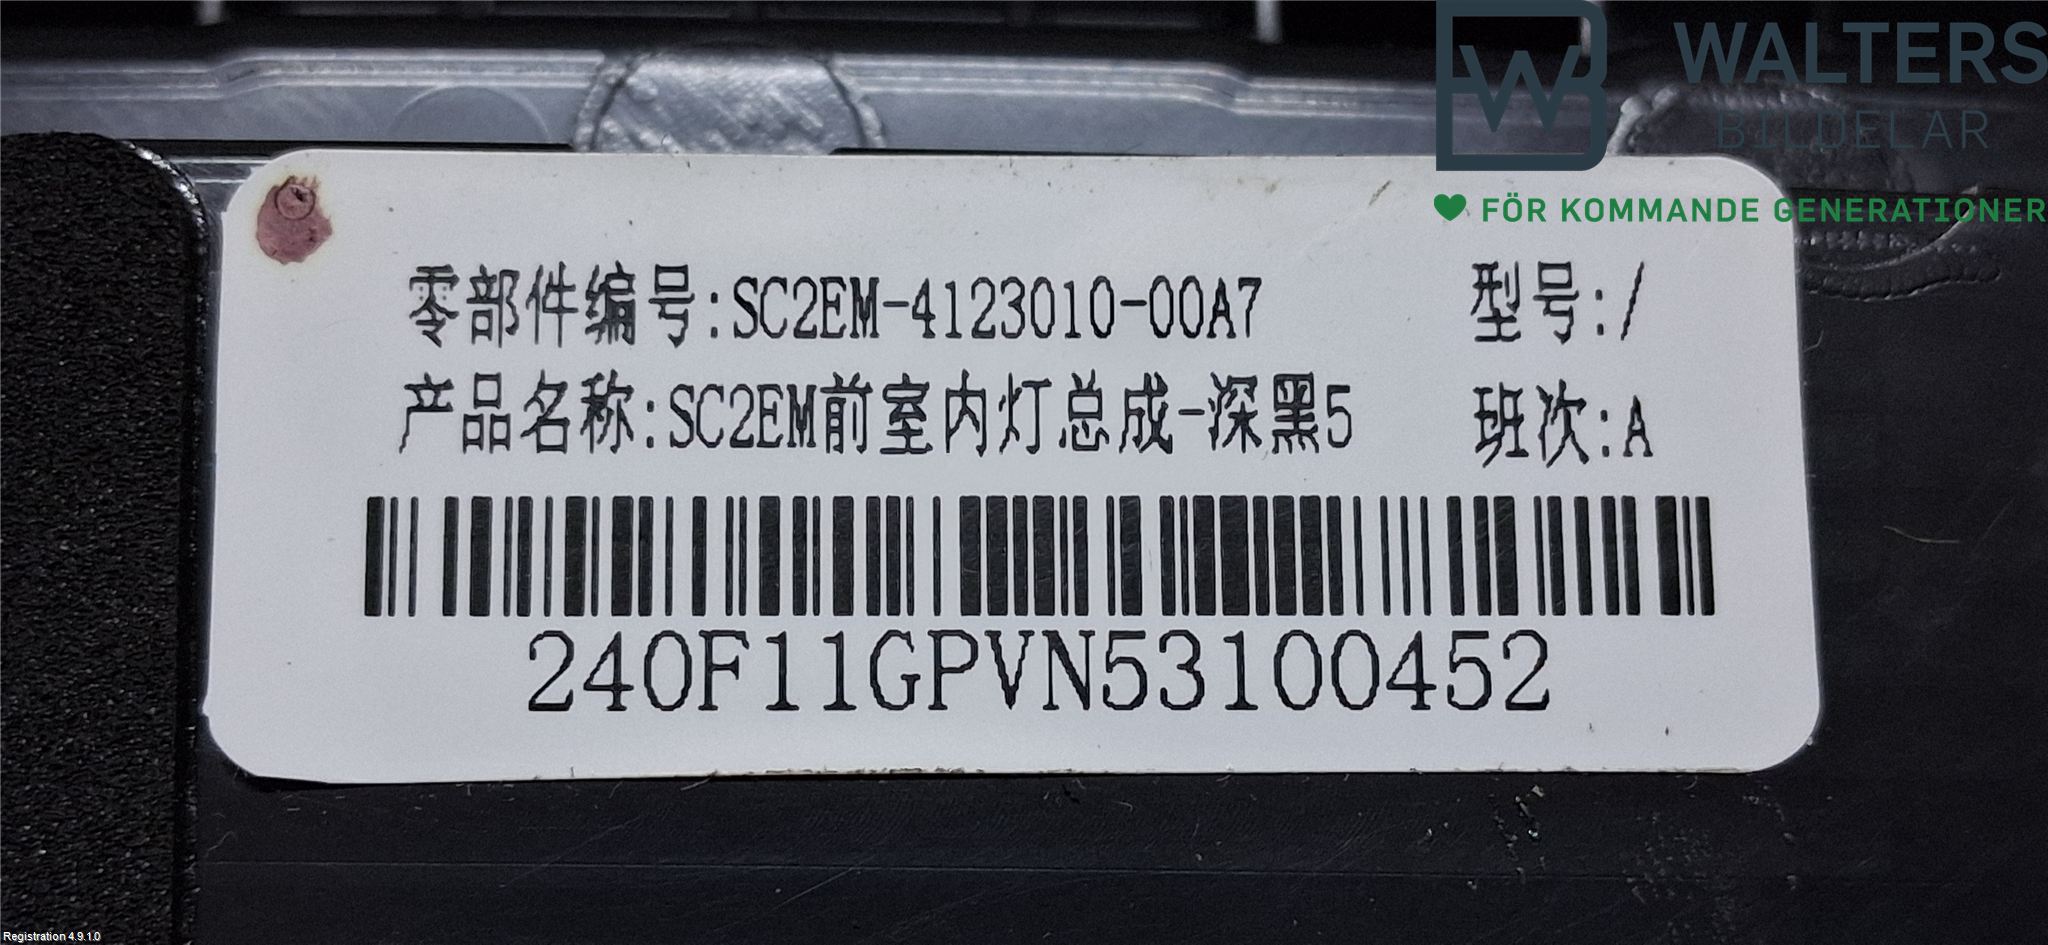 WALTERS
BILDELAR
FÖR KOMMANDE GENERATIONER
零部件编号:SC2EM-4123010-00A7
型号:/
产品名称:SC2EM前室内灯总成-深黑5
班次:A
240F11GPVN53100452
Registration 4.9.1.0